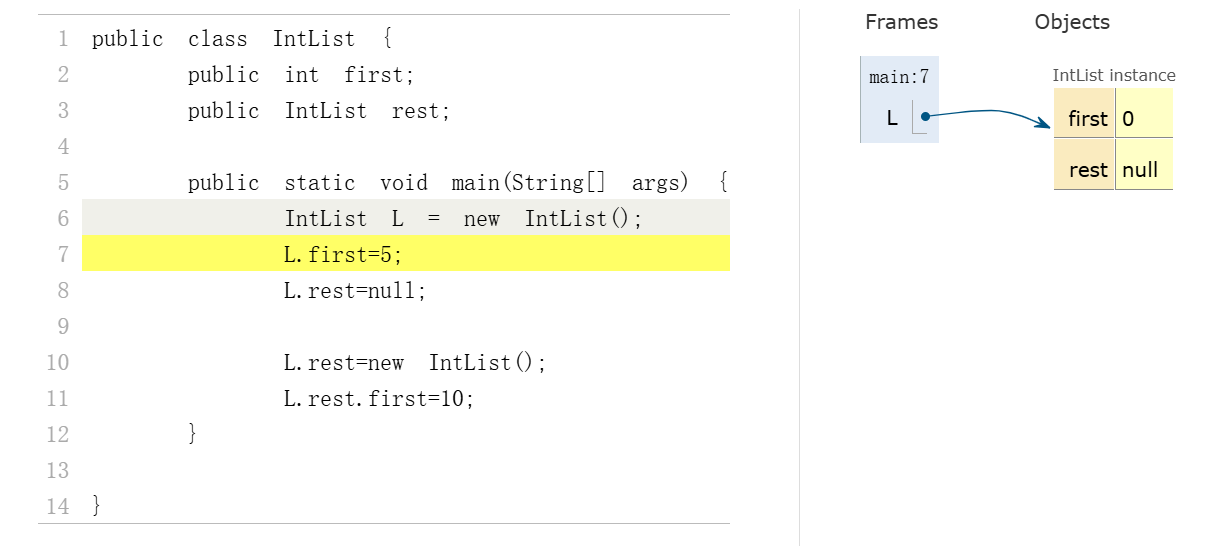 1 public class IntList {
2 public int first;
3 public IntList rest;
4
5 public static void main(String[] args) {
6 IntList L = new IntList();
7 L.first=5;
8 L.rest=null;
9
10 L.rest=new IntList();
11 L.rest.first=10;
12 }
13
14 }
Frames Objects
main:7
L
IntList instance
first 0
rest null